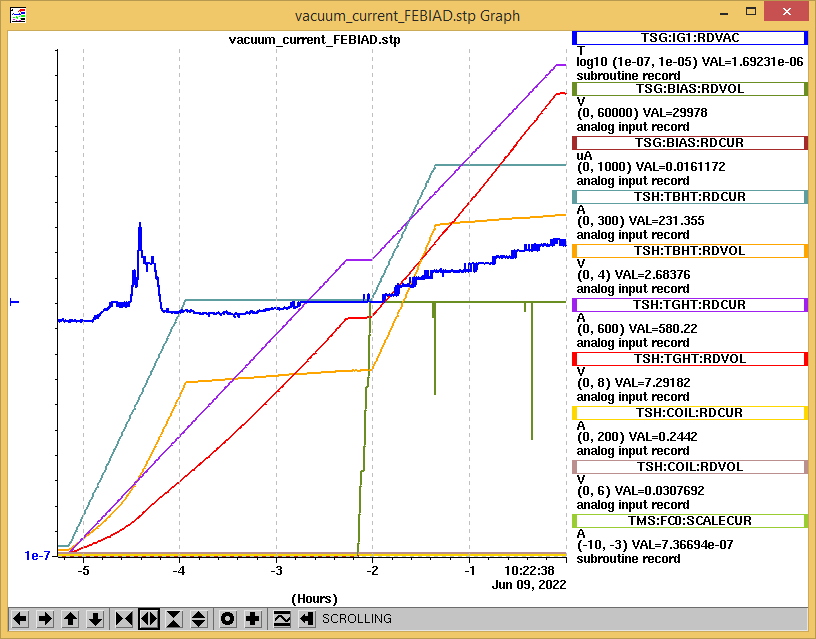 vacuum_current_FEBIAD.stp Graph
vacuum_current_FEBIAD.stp
T
1e-7
-5
-4
-3
-2
-1
10:22:38
Jun 09, 2022
(Hours)
TSG:IG1:RDVAC
T
log10 (1e-07, 1e-05) VAL=1.69231e-06
subroutine record
TSG:BIAS:RDVOL
V
(0, 60000) VAL=29978
analog input record
TSG:BIAS:RDCUR
uA
(0, 1000) VAL=0.0161172
analog input record
TSH:TBHT:RDCUR
A
(0, 300) VAL=231.355
analog input record
TSH:TBHT:RDVOL
V
(0, 4) VAL=2.68376
analog input record
TSH:TGHT:RDCUR
A
(0, 600) VAL=580.22
analog input record
TSH:TGHT:RDVOL
V
(0, 8) VAL=7.29182
analog input record
TSH:COIL:RDCUR
A
(0, 200) VAL=0.2442
analog input record
TSH:COIL:RDVOL
V
(0, 6) VAL=0.0307692
analog input record
TMS:FC0:SCALECUR
A
(-10, -3) VAL=7.36694e-07
subroutine record
SCROLLING